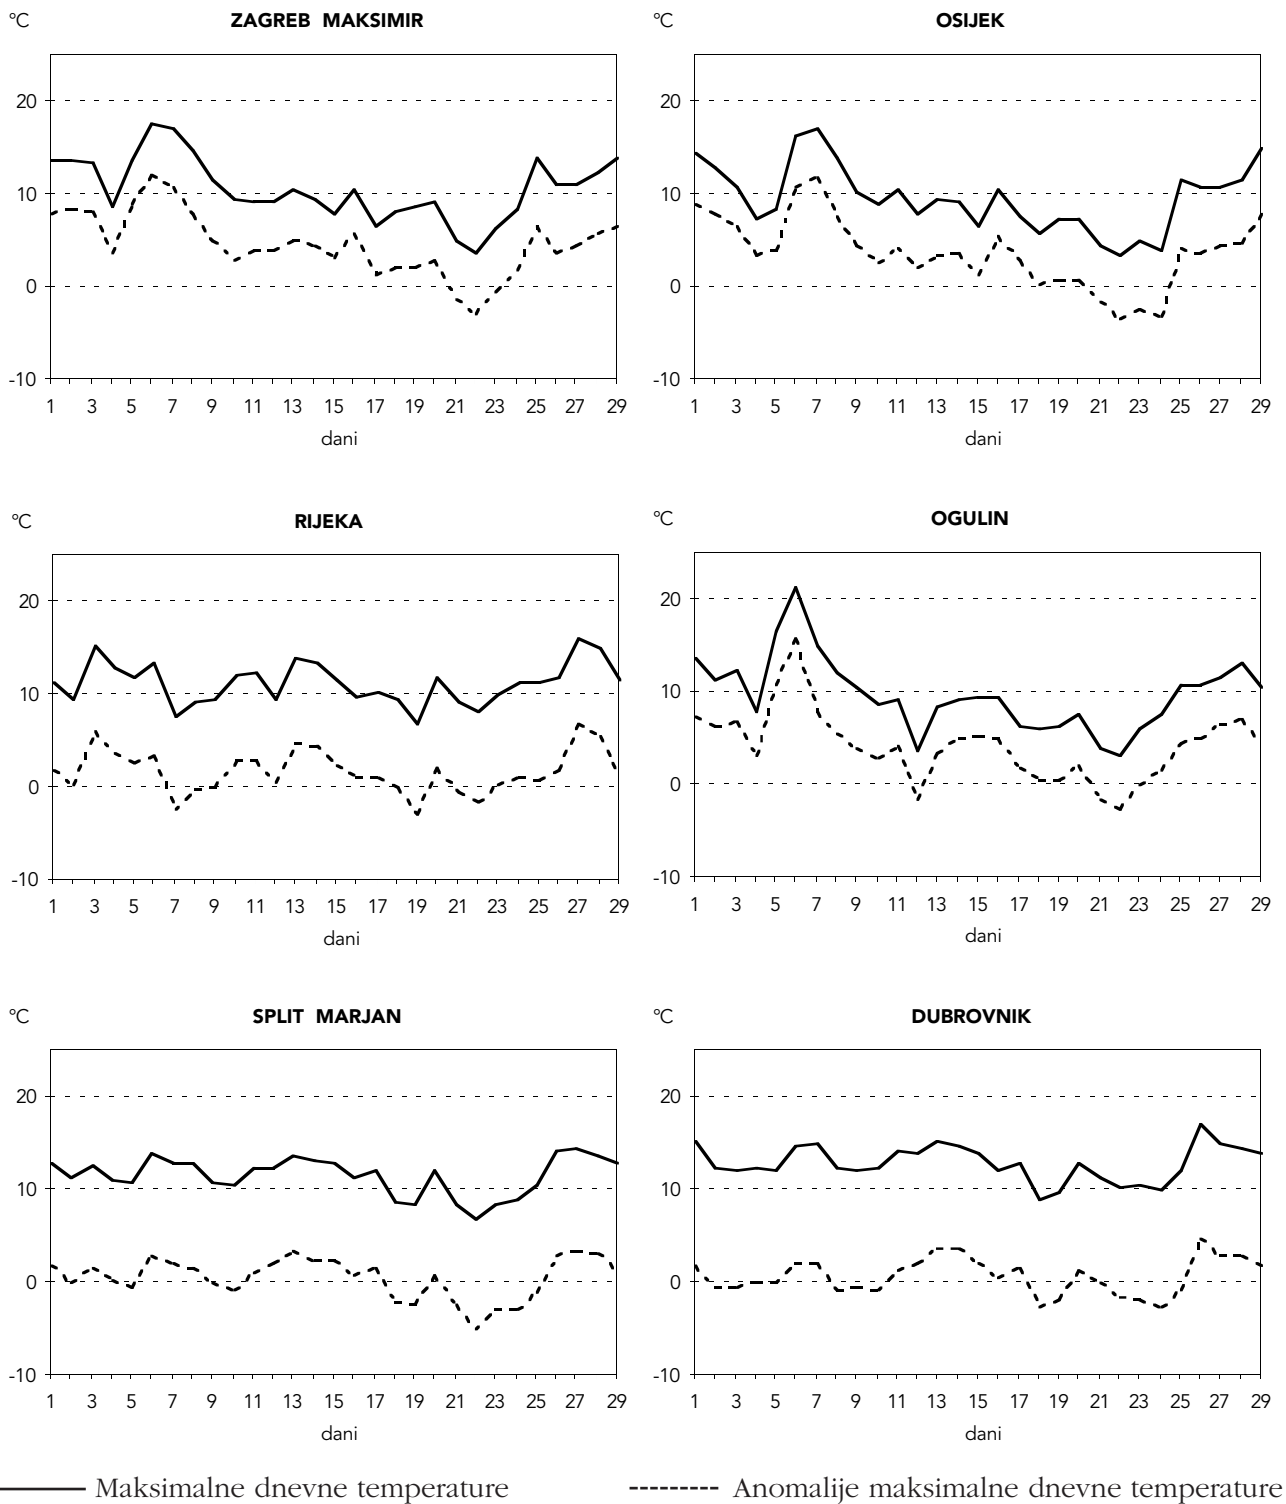 °C ZAGREB MAKSIMIR
20
10
0
-10
1 3 5 7 9 11 13 15 17 19 21 23 25 27 29
dani
°C OSIJEK
20
10
0
-10
1 3 5 7 9 11 13 15 17 19 21 23 25 27 29
dani
°C RIJEKA
20
10
0
-10
1 3 5 7 9 11 13 15 17 19 21 23 25 27 29
dani
°C OGULIN
20
10
0
-10
1 3 5 7 9 11 13 15 17 19 21 23 25 27 29
dani
°C SPLIT MARJAN
20
10
0
-10
1 3 5 7 9 11 13 15 17 19 21 23 25 27 29
dani
°C DUBROVNIK
20
10
0
-10
1 3 5 7 9 11 13 15 17 19 21 23 25 27 29
dani
Maksimalne dnevne temperature
Anomalije maksimalne dnevne temperature